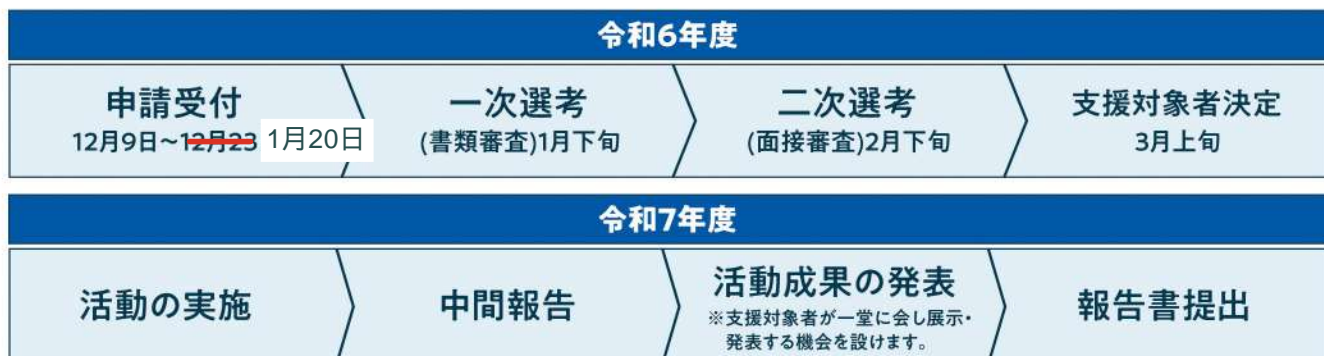 令和6年度
申請受付
12月9日～12月23 1月20日
一次選考
(書類審査)1月下旬
二次選考
(面接審査)2月下旬
支援対象者決定
3月上旬
令和7年度
活動の実施
中間報告
活動成果の発表
※支援対象者が一堂に会し展示・
発表する機会を設けます。
報告書提出